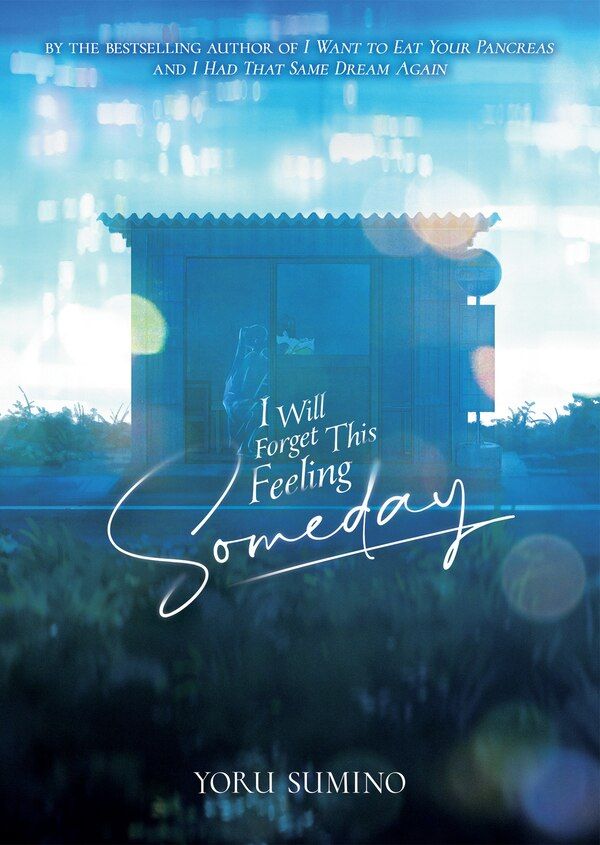 BY THE BESTSELLING AUTHOR OF I WANT TO EAT YOUR PANCREAS
AND I HAD THAT SAME DREAM AGAIN
I Will
Forget This
Feeling
Someday
YORU SUMINO